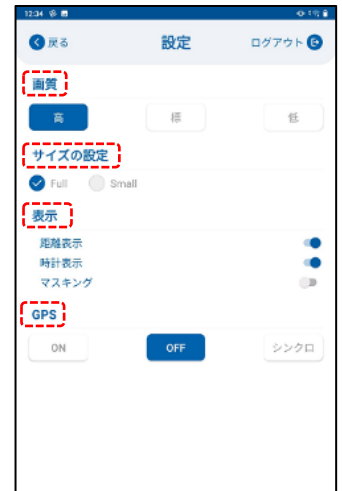 12:34
戻る 設定 ログアウト
画質
高 標 低
サイズの設定
Full Small
表示
距離表示
時計表示
マスキング
GPS
ON OFF シンクロ